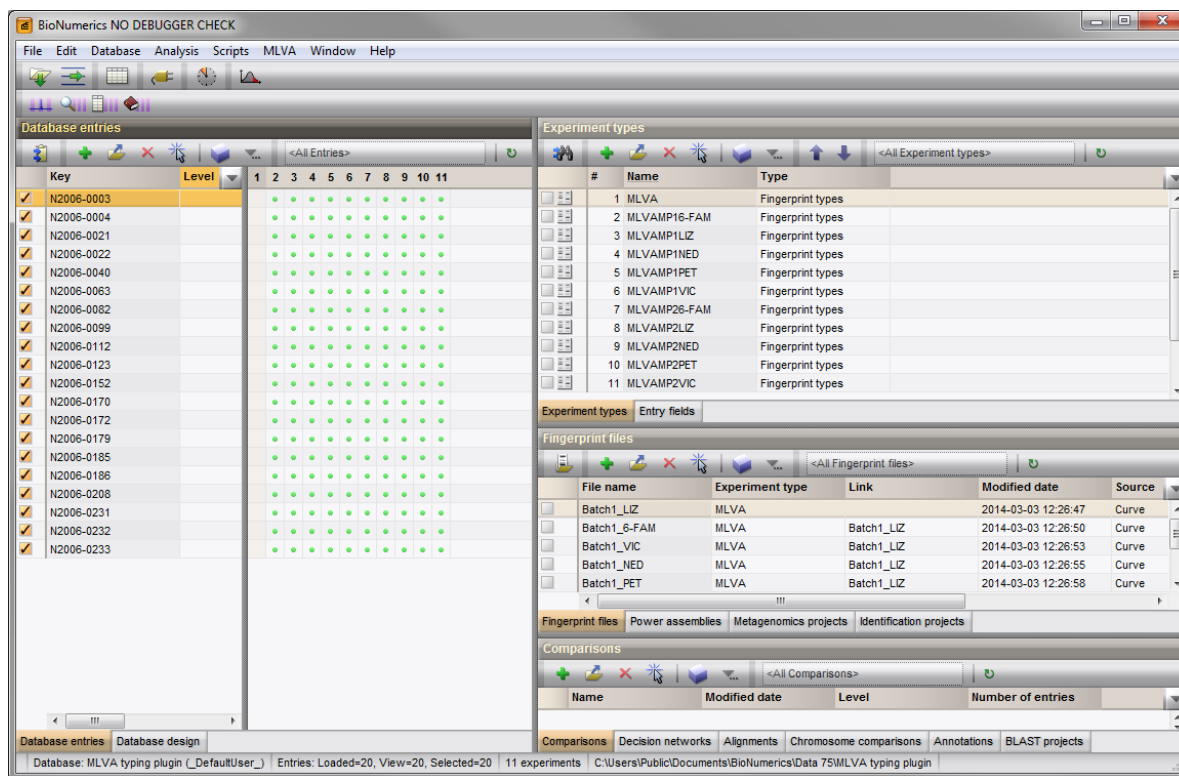 BioNumerics NO DEBUGGER CHECK
File Edit Database Analysis Scripts MLVA Window Help
Database entries
<All Entries>
Key Level 1 2 3 4 5 6 7 8 9 10 11
N2006-0003
N2006-0004
N2006-0021
N2006-0022
N2006-0040
N2006-0063
N2006-0082
N2006-0099
N2006-0112
N2006-0123
N2006-0152
N2006-0170
N2006-0172
N2006-0179
N2006-0185
N2006-0186
N2006-0208
N2006-0231
N2006-0232
N2006-0233
Database entries Database design
Experiment types
<All Experiment types>
# Name Type
1 MLVA Fingerprint types
2 MLVAMP16-FAM Fingerprint types
3 MLVAMP1LIZ Fingerprint types
4 MLVAMP1NED Fingerprint types
5 MLVAMP1PET Fingerprint types
6 MLVAMP1VIC Fingerprint types
7 MLVAMP26-FAM Fingerprint types
8 MLVAMP2LIZ Fingerprint types
9 MLVAMP2NED Fingerprint types
10 MLVAMP2PET Fingerprint types
11 MLVAMP2VIC Fingerprint types
Experiment types Entry fields
Fingerprint files
<All Fingerprint files>
File name Experiment type Link Modified date Source
Batch1_LIZ MLVA 2014-03-03 12:26:47 Curve
Batch1_6-FAM MLVA Batch1_LIZ 2014-03-03 12:26:50 Curve
Batch1_VIC MLVA Batch1_LIZ 2014-03-03 12:26:53 Curve
Batch1_NED MLVA Batch1_LIZ 2014-03-03 12:26:55 Curve
Batch1_PET MLVA Batch1_LIZ 2014-03-03 12:26:58 Curve
Fingerprint files Power assemblies Metagenomics projects Identification projects
Comparisons
<All Comparisons>
Name Modified date Level Number of entries
Comparisons Decision networks Alignments Chromosome comparisons Annotations BLAST projects
Database: MLVA typing plugin (_DefaultUser_) Entries: Loaded=20, View=20, Selected=20 11 experiments C:\Users\Public\Documents\BioNumerics\Data 75\MLVA typing plugin